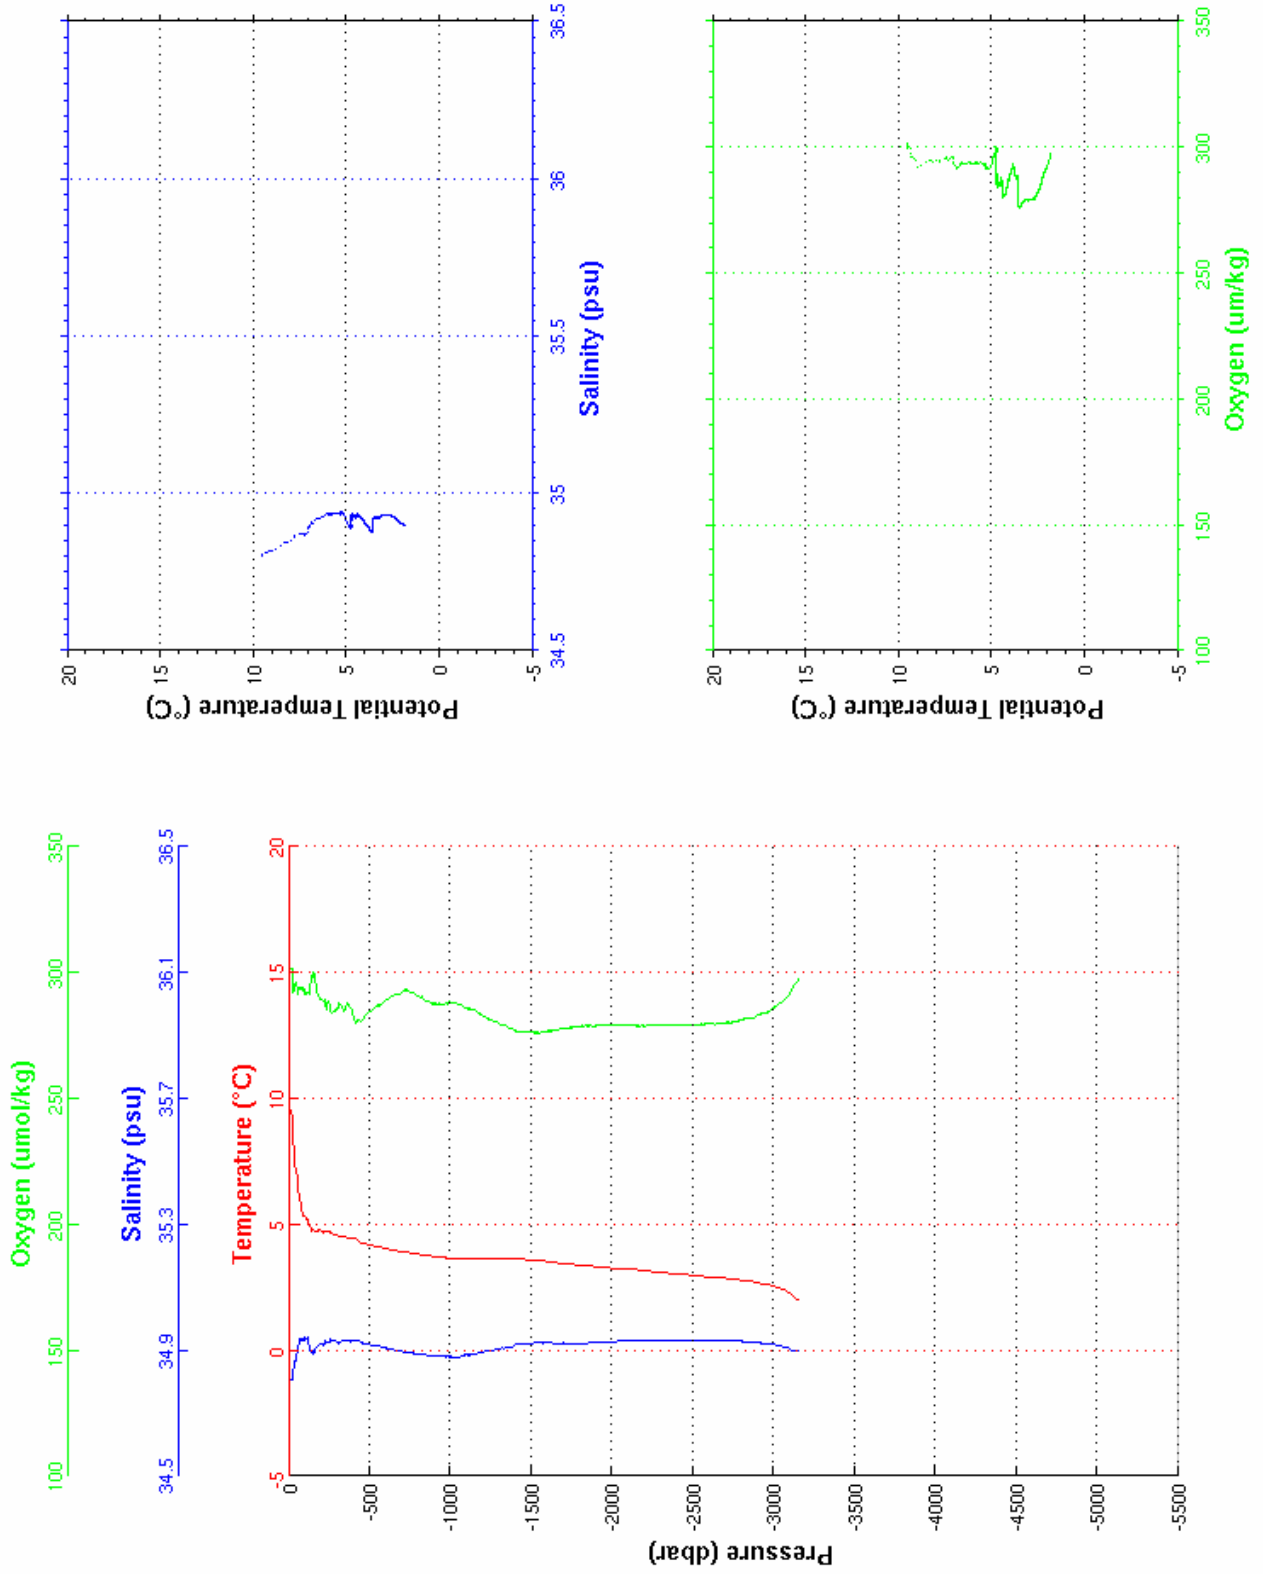 Oxygen (umol/kg)
100 150 200 250 300 350
Salinity (psu)
34.5 34.9 35.3 35.7 36.1 36.5
Temperature (°C)
-5 0 5 10 15 20
0
-500
-1000
-1500
-2000
-2500
-3000
-3500
-4000
-4500
-5000
-5500
Pressure (dbar)
20
15
10
5
0
-5
Potential Temperature (°C)
34.5 35 35.5 36 36.5
Salinity (psu)
20
15
10
5
0
-5
Potential Temperature (°C)
100 150 200 250 300 350
Oxygen (um/kg)